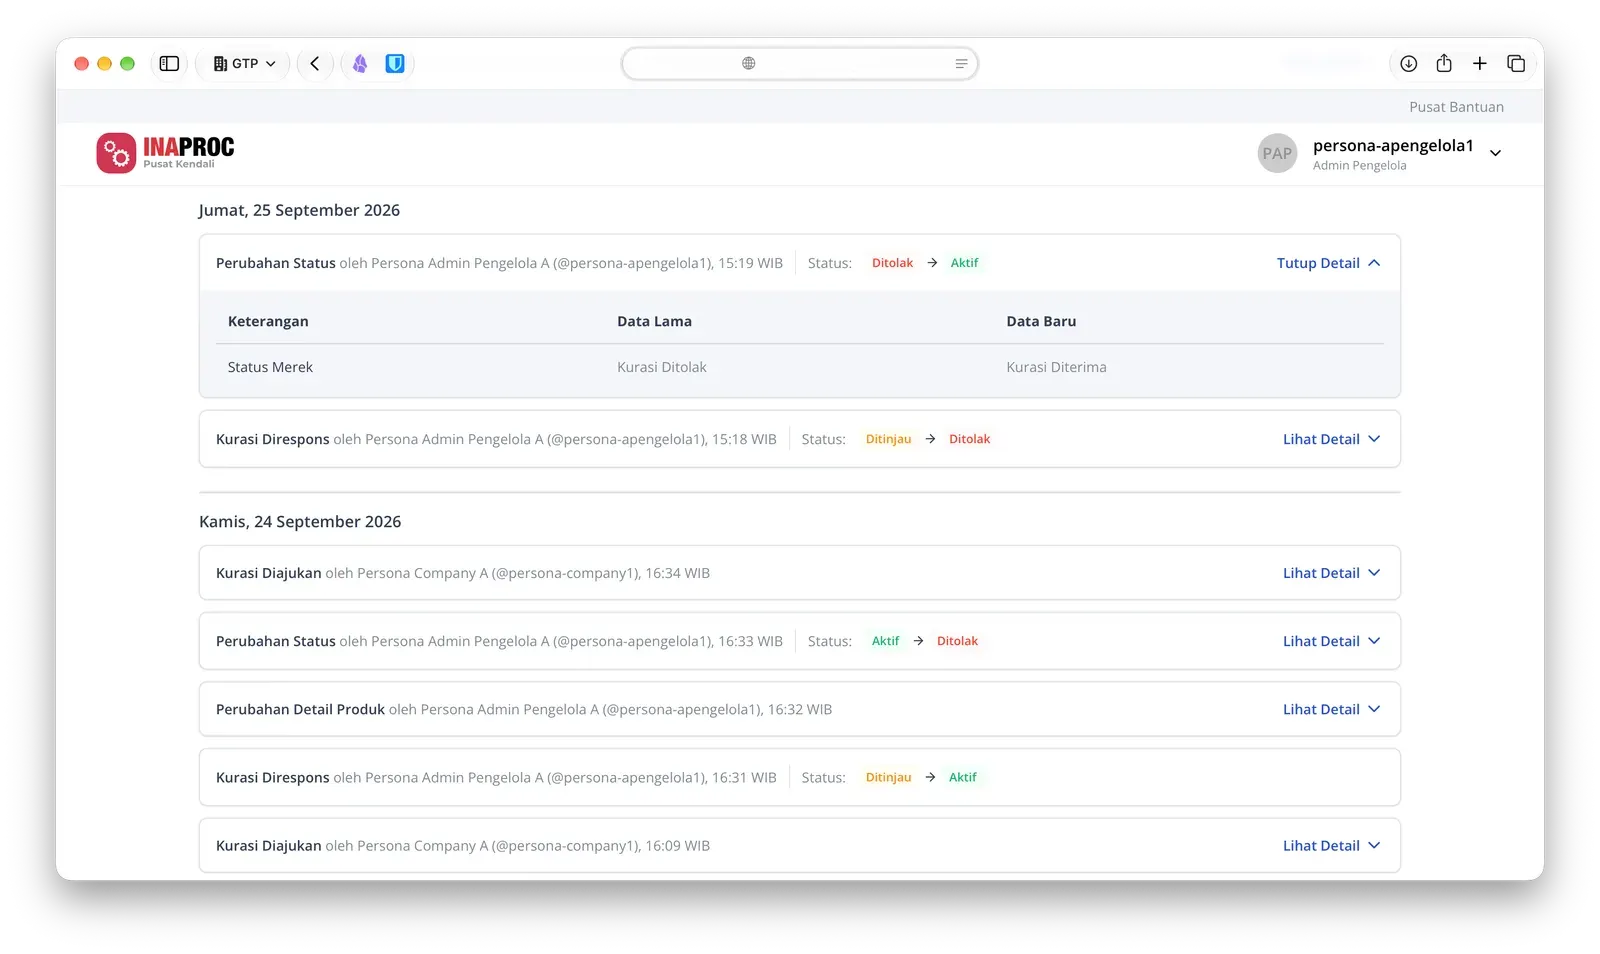 GTP
Pusat Bantuan
INAPROC
Pusat Kendali
PAP
persona-apengelola1
Admin Pengelola
Jumat, 25 September 2026
Perubahan Status oleh Persona Admin Pengelola A (@persona-apengelola1), 15:19 WIB Status: Ditolak → Aktif Tutup Detail
Keterangan Data Lama Data Baru
Status Merek Kurasi Ditolak Kurasi Diterima
Kurasi Direspons oleh Persona Admin Pengelola A (@persona-apengelola1), 15:18 WIB Status: Ditinjau → Ditolak Lihat Detail
Kamis, 24 September 2026
Kurasi Diajukan oleh Persona Company A (@persona-company1), 16:34 WIB Lihat Detail
Perubahan Status oleh Persona Admin Pengelola A (@persona-apengelola1), 16:33 WIB Status: Aktif → Ditolak Lihat Detail
Perubahan Detail Produk oleh Persona Admin Pengelola A (@persona-apengelola1), 16:32 WIB Lihat Detail
Kurasi Direspons oleh Persona Admin Pengelola A (@persona-apengelola1), 16:31 WIB Status: Ditinjau → Aktif
Kurasi Diajukan oleh Persona Company A (@persona-company1), 16:09 WIB Lihat Detail